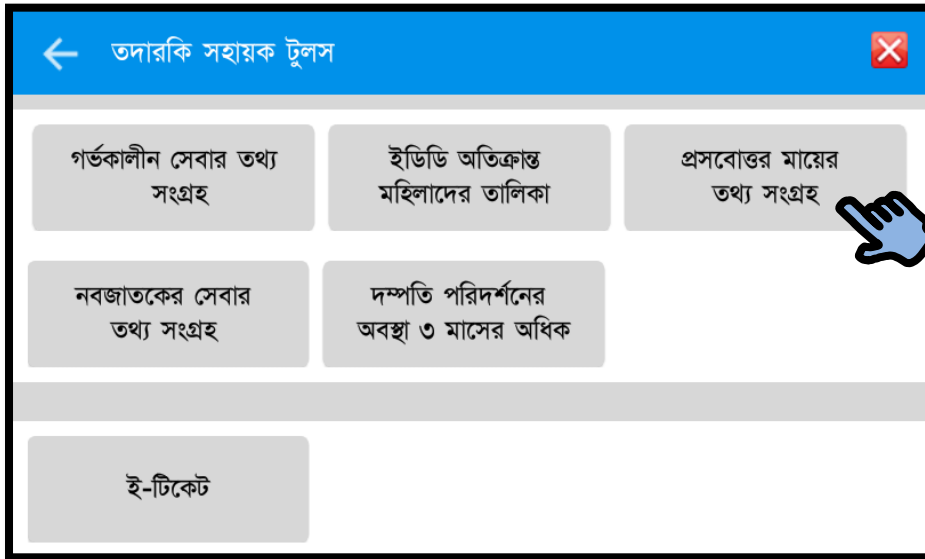 তদারকি সহায়ক টুলস
গর্ভকালীন সেবার তথ্য
সংগ্রহ
ইডিডি অতিক্রান্ত
মহিলাদের তালিকা
প্রসবোত্তর মায়ের
তথ্য সংগ্রহ
নবজাতকের সেবার
তথ্য সংগ্রহ
দম্পতি পরিদর্শনের
অবস্থা ৩ মাসের অধিক
ই-টিকেট